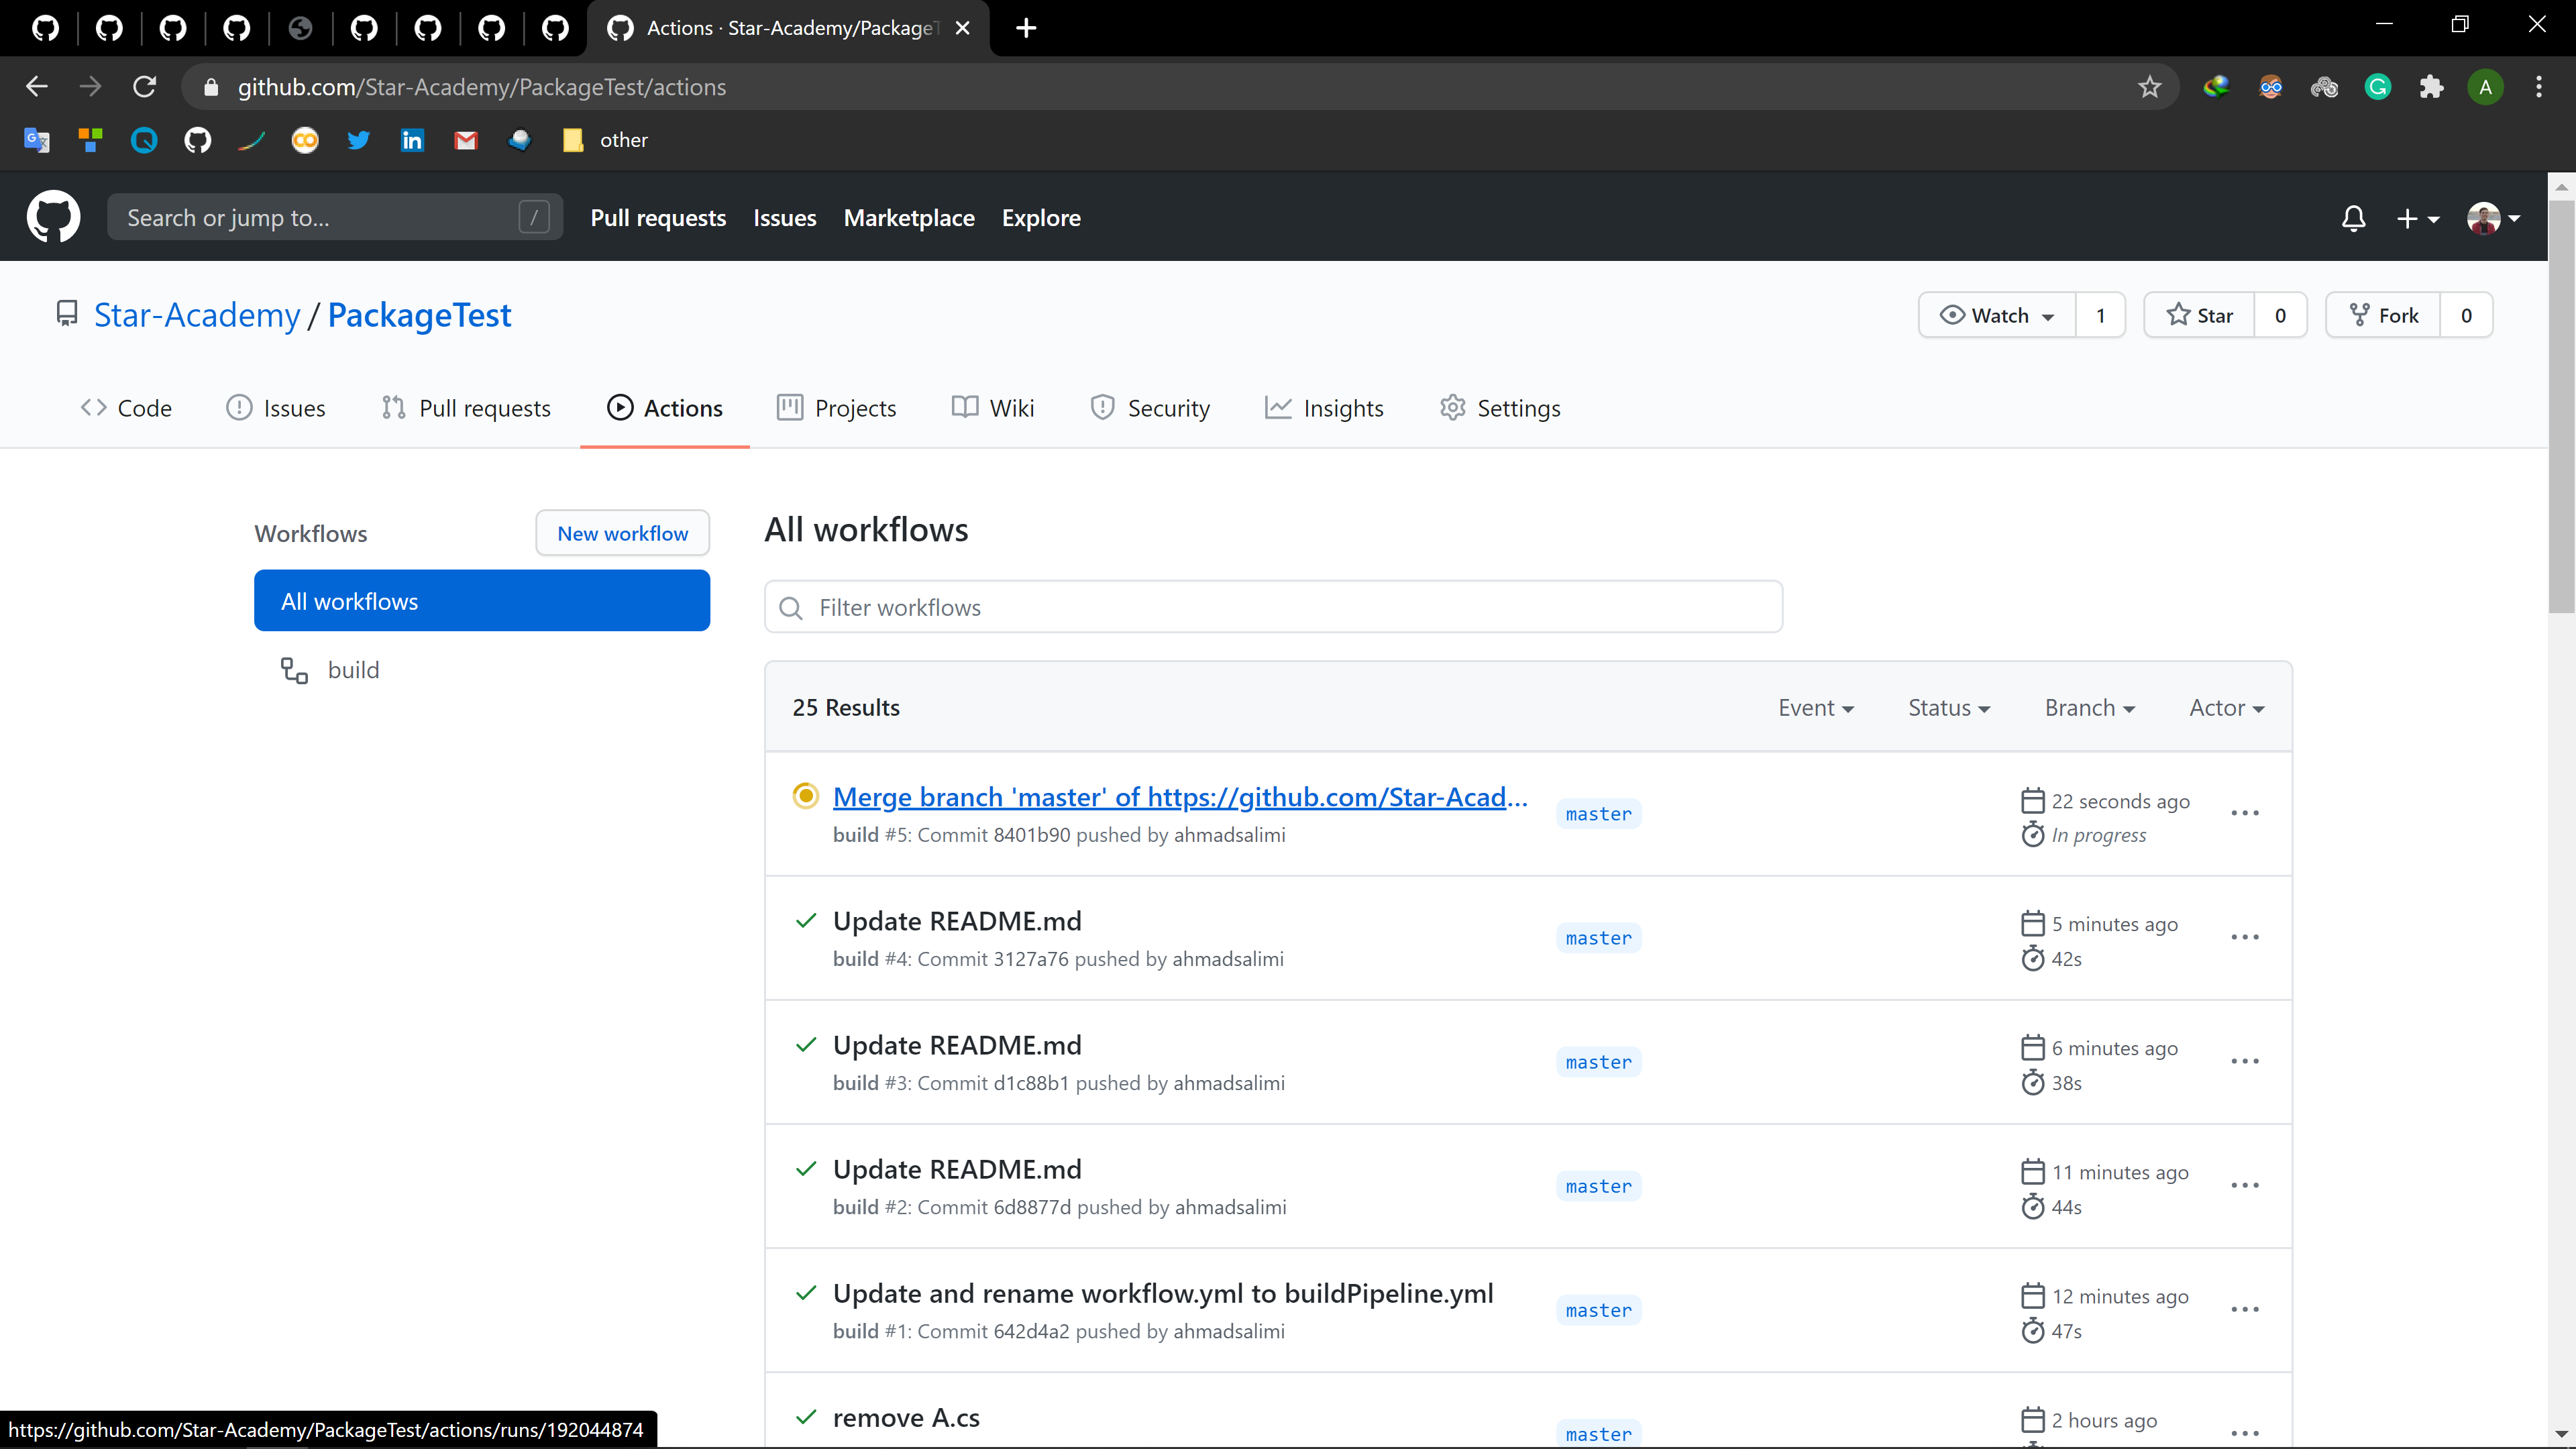 Actions · Star-Academy/PackageT
github.com/Star-Academy/PackageTest/actions
A
other
Search or jump to... /
Pull requests Issues Marketplace Explore
Star-Academy / PackageTest
Watch 1 Star 0 Fork 0
Code Issues Pull requests Actions Projects Wiki Security Insights Settings
Workflows
New workflow
All workflows
build
All workflows
Filter workflows
25 Results
Event Status Branch Actor
Merge branch 'master' of https://github.com/Star-Acad...
build #5: Commit 8401b90 pushed by ahmadsalimi
master
22 seconds ago
In progress
Update README.md
build #4: Commit 3127a76 pushed by ahmadsalimi
master
5 minutes ago
42s
Update README.md
build #3: Commit d1c88b1 pushed by ahmadsalimi
master
6 minutes ago
38s
Update README.md
build #2: Commit 6d8877d pushed by ahmadsalimi
master
11 minutes ago
44s
Update and rename workflow.yml to buildPipeline.yml
build #1: Commit 642d4a2 pushed by ahmadsalimi
master
12 minutes ago
47s
remove A.cs
master
2 hours ago
https://github.com/Star-Academy/PackageTest/actions/runs/192044874